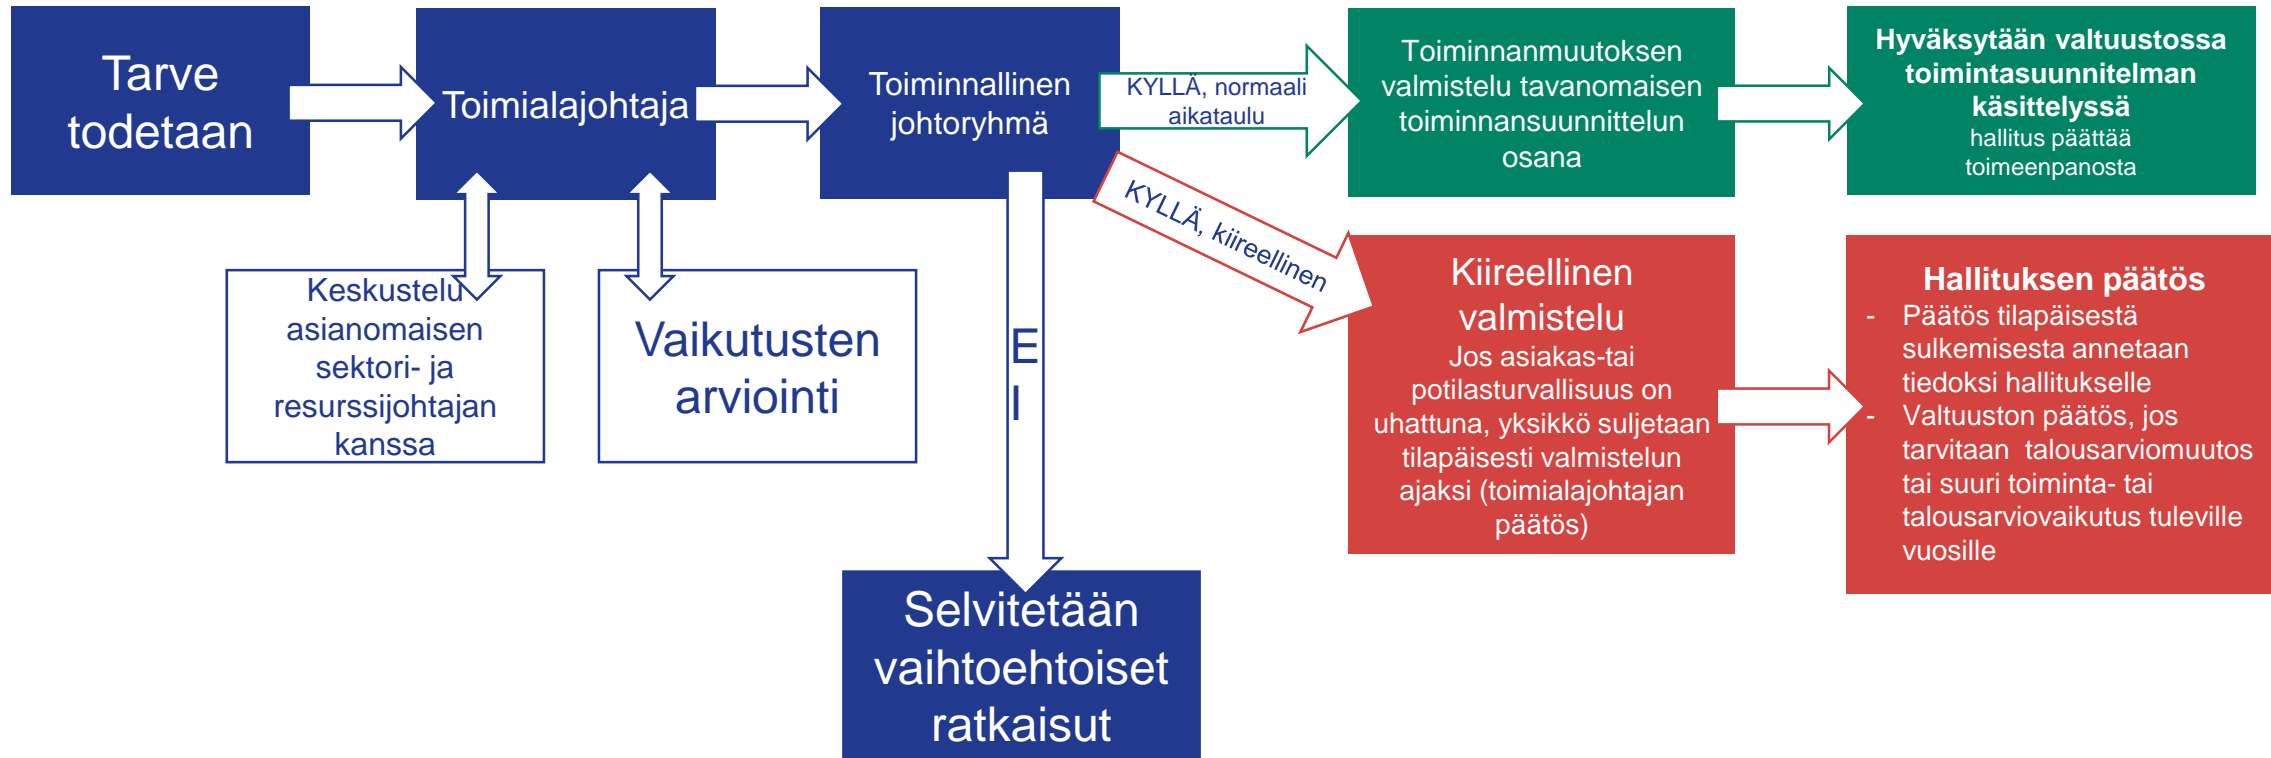 Tarve
todetaan
Toimialajohtaja
Toiminnallinen
johtoryhmä
KYLLÄ, normaali
aikataulu
Toiminnanmuutoksen
valmistelu tavanomaisen
toiminnansuunnittelun
osana
Hyväksytään valtuustossa
toimintasuunnitelman
käsittelyssä
hallitus päättää
toimeenpanosta
KYLLÄ, kiireellinen
Keskustelu
asianomaisen
sektori- ja
resurssijohtajan
kanssa
Vaikutusten
arviointi
E
I
Kiireellinen
valmistelu
Jos asiakas-tai
potilasturvallisuus on
uhattuna, yksikkö suljetaan
tilapäisesti valmistelun
ajaksi (toimialajohtajan
päätös)
Hallituksen päätös
- Päätös tilapäisestä
sulkemisesta annetaan
tiedoksi hallitukselle
- Valtuuston päätös, jos
tarvitaan talousarviomuutos
tai suuri toiminta- tai
talousarviovaikutus tuleville
vuosille
Selvitetään
vaihtoehtoiset
ratkaisut